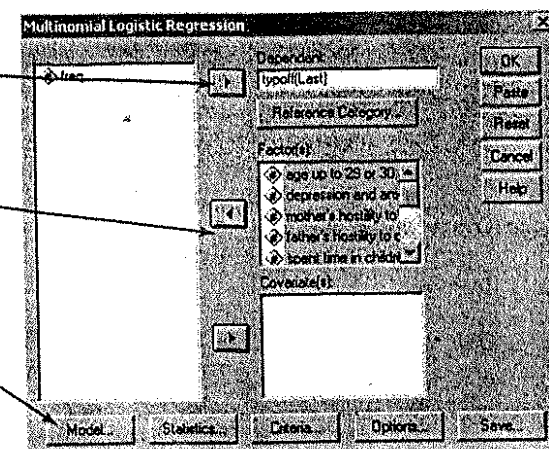 Multinomial Logistic Regression
freq
Dependent:
typoff(Last)
Reference Category...
Factor(s):
age up to 29 or 30
depression and are
mother's hostility to
father's hostility to c
spent time in childr
Covariate(s):
OK
Paste
Reset
Cancel
Help
Model...
Statistics...
Criteria...
Options...
Save...